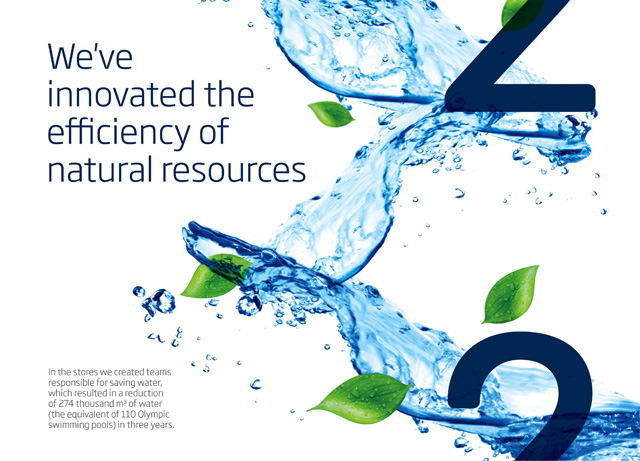 We've
innovated the
efficiency of
natural resources
2
In the stores we created teams
responsible for saving water,
which resulted in a reduction
of 274 thousand m³ of water
(the equivalent of 110 Olympic
swimming pools) in three years.
2